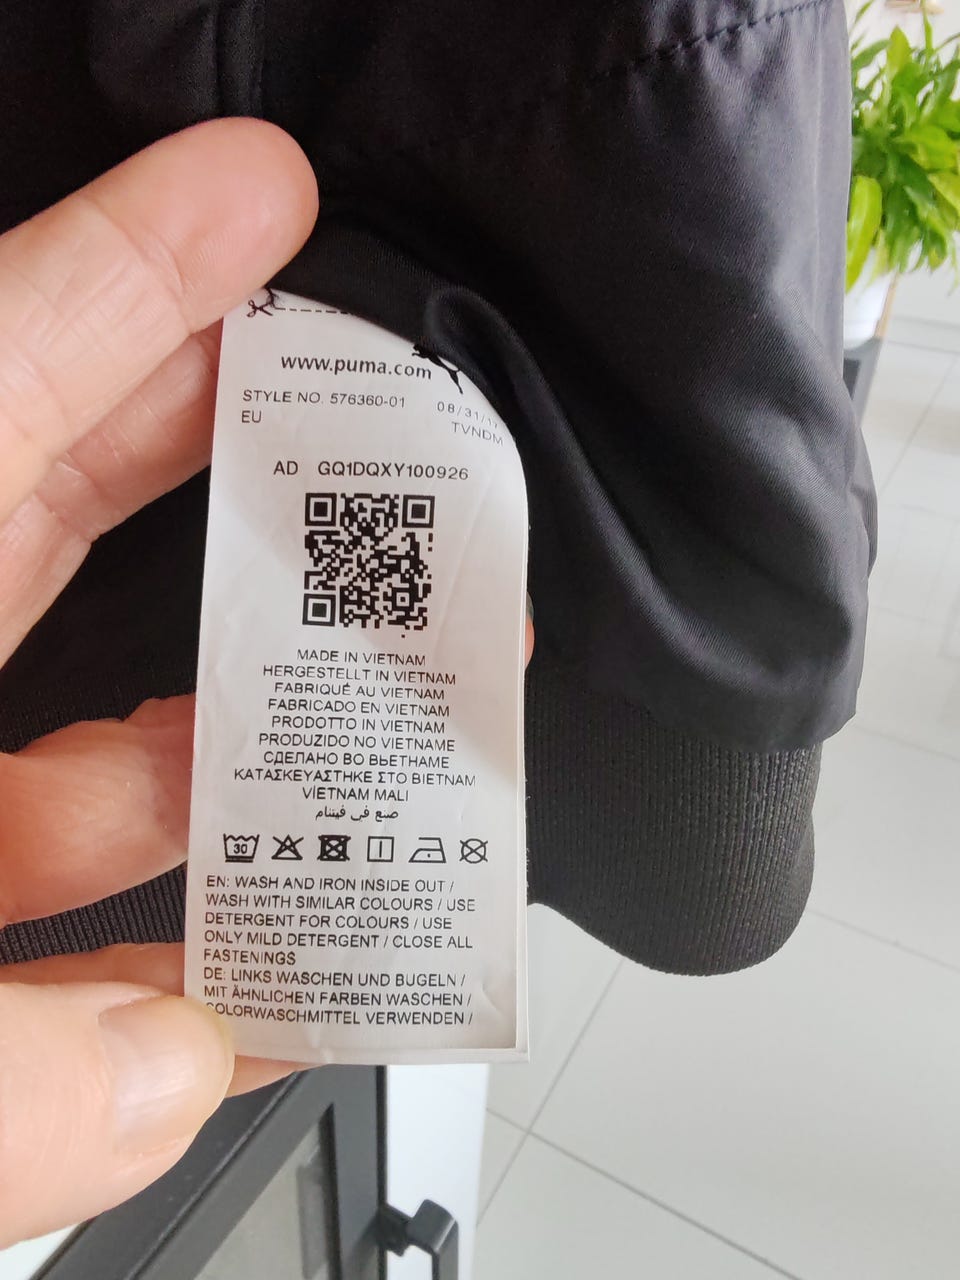 www.puma.com
STYLE NO. 576360-01
EU
08/31/1
TVNDM
AD GQ1DQXY100926
MADE IN VIETNAM
HERGESTELLT IN VIETNAM
FABRIQUÉ AU VIETNAM
FABRICADO EN VIETNAM
PRODOTTO IN VIETNAM
PRODUZIDO NO VIETNAME
СДЕЛАНО ВО ВЬЕТНАМЕ
ΚΑΤΑΣΚΕΥΑΣΤΗΚΕ ΣΤΟ ΒΙΕΤΝΑΜ
VİETNAM MALI
صنع في فيتنام
30
EN: WASH AND IRON INSIDE OUT /
WASH WITH SIMILAR COLOURS / USE
DETERGENT FOR COLOURS / USE
ONLY MILD DETERGENT / CLOSE ALL
FASTENINGS
DE: LINKS WASCHEN UND BUGELN /
MIT ÄHNLICHEN FARBEN WASCHEN /
COLORWASCHMITTEL VERWENDEN /